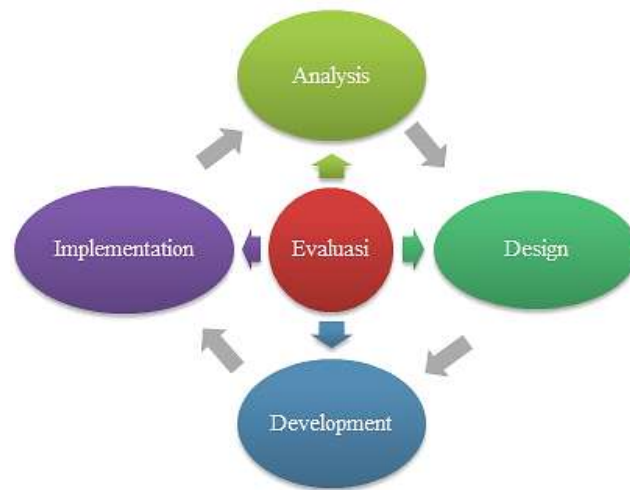 Analysis
Implementation
Evaluasi
Design
Development